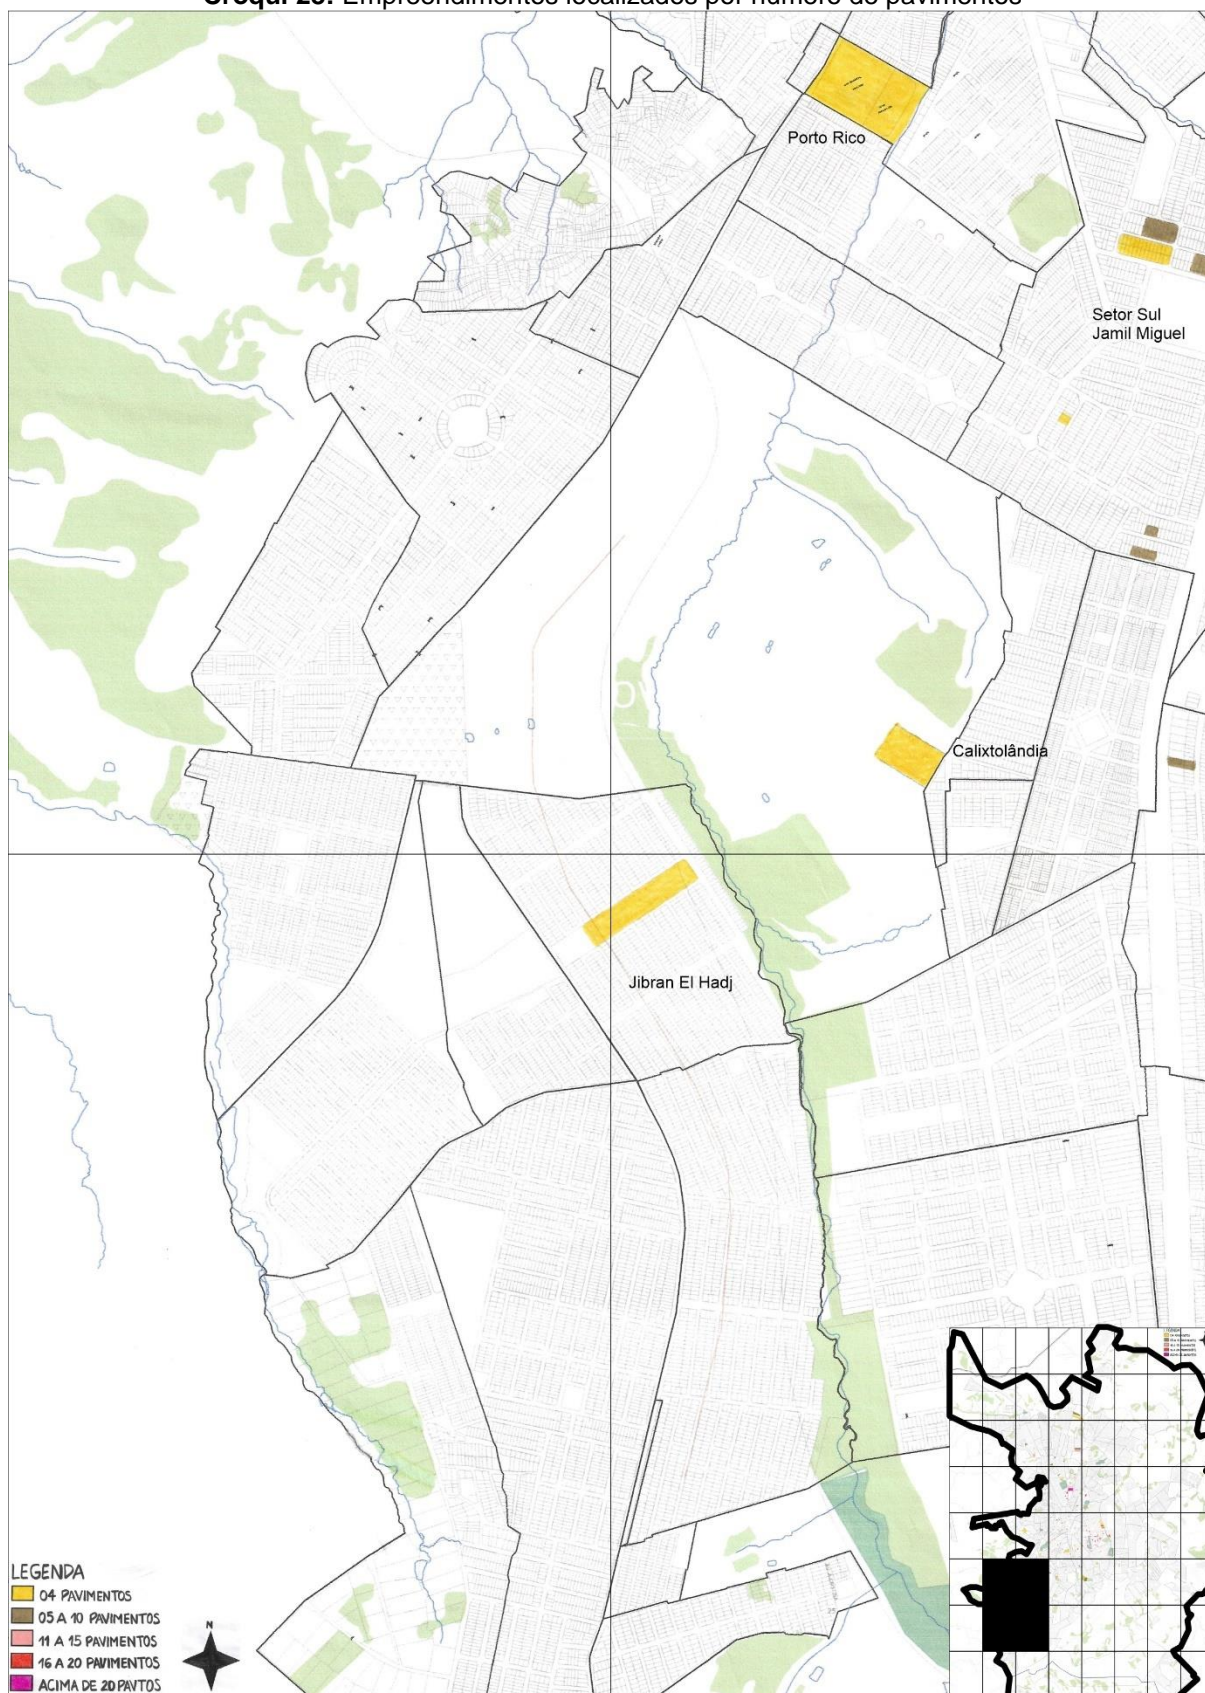 Croqui 25: Empreendimentos localizados por número de pavimentos
Porto Rico
Setor Sul
Jamil Miguel
Calixtolândia
Jibran El Hadj
LEGENDA
04 PAVIMENTOS
05 A 10 PAVIMENTOS
11 A 15 PAVIMENTOS
16 A 20 PAVIMENTOS
ACIMA DE 20 PAVTOS
N